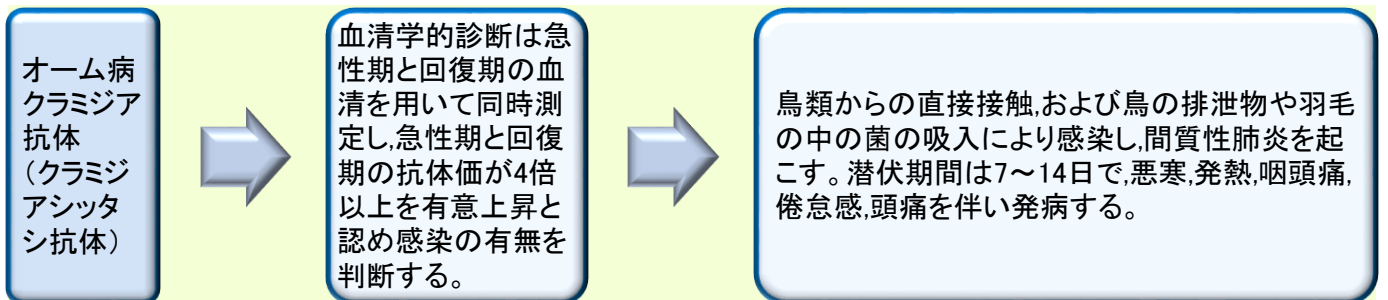 オーム病
クラミジア
抗体
（クラミジ
アシッタ
シ抗体）
血清学的診断は急
性期と回復期の血
清を用いて同時測
定し,急性期と回復
期の抗体価が4倍
以上を有意上昇と
認め感染の有無を
判断する。
鳥類からの直接接触,および鳥の排泄物や羽毛
の中の菌の吸入により感染し,間質性肺炎を起
こす。潜伏期間は7～14日で,悪寒,発熱,咽頭痛,
倦怠感,頭痛を伴い発病する。